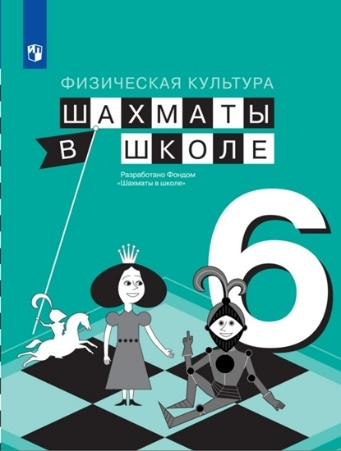 ФИЗИЧЕСКАЯ КУЛЬТУРА
ШАХМАТЫ
В ШКОЛЕ
Разработано Фондом
«Шахматы в школе»
6